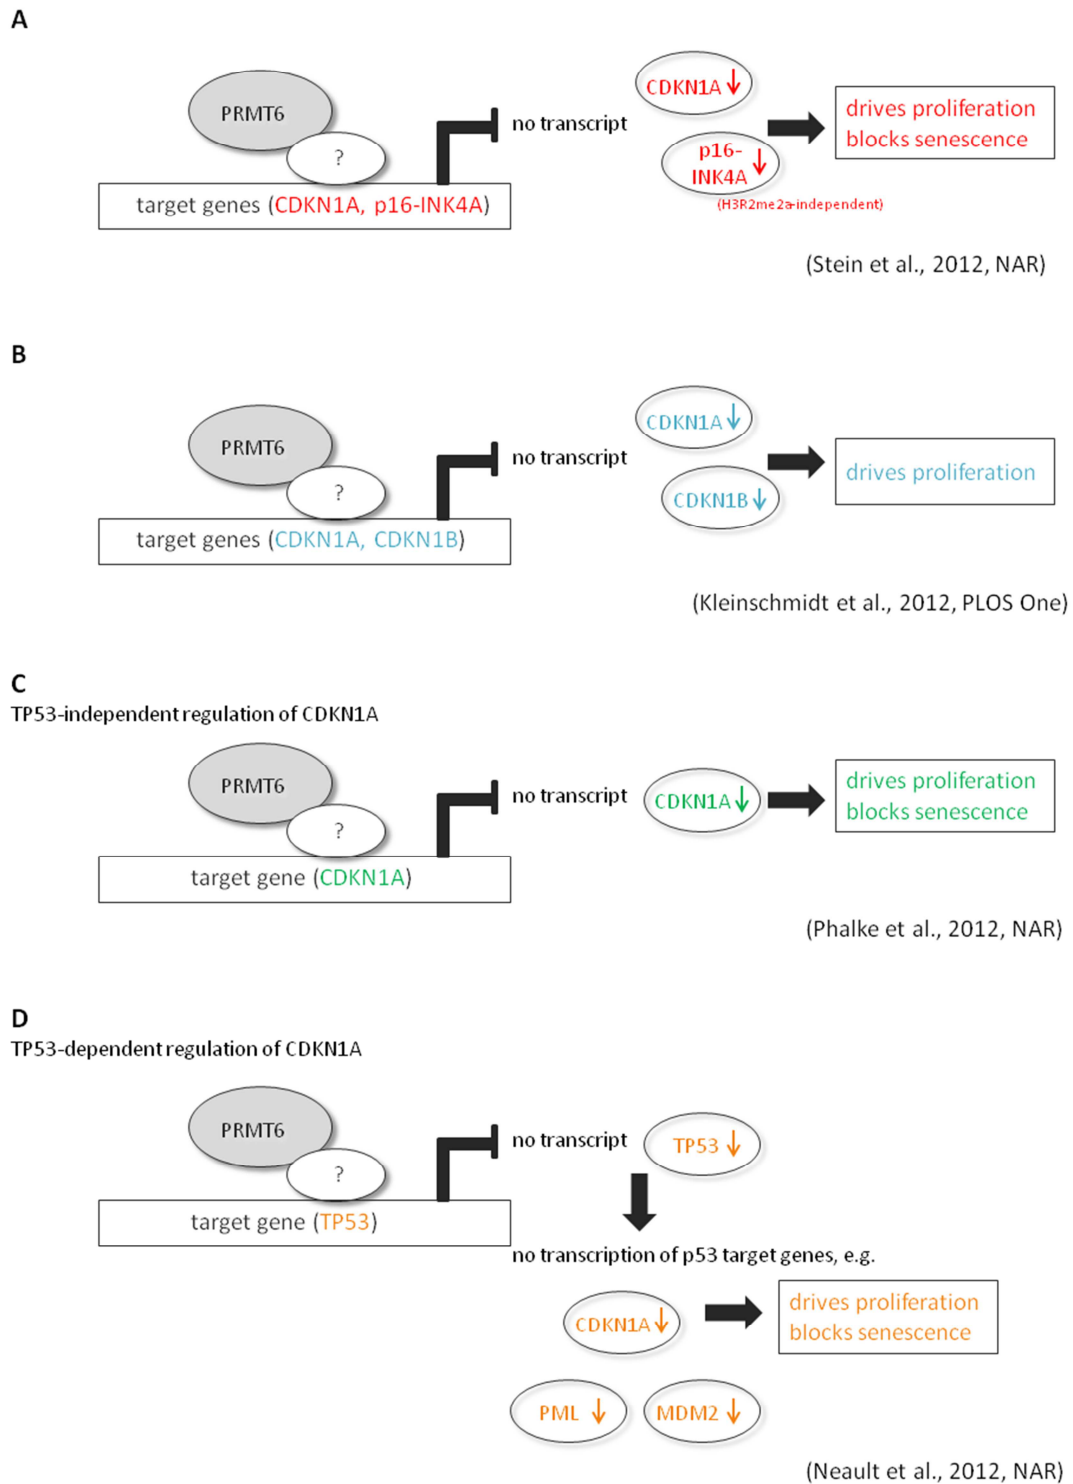 A
PRMT6
?
no transcript
CDKN1A ↓
p16-
INK4A ↓
(H3R2me2a-independent)
drives proliferation
blocks senescence
target genes (CDKN1A, p16-INK4A)
(Stein et al., 2012, NAR)
B
PRMT6
?
no transcript
CDKN1A ↓
CDKN1B ↓
drives proliferation
target genes (CDKN1A, CDKN1B)
(Kleinschmidt et al., 2012, PLOS One)
C
TP53-independent regulation of CDKN1A
PRMT6
?
no transcript
CDKN1A ↓
drives proliferation
blocks senescence
target gene (CDKN1A)
(Phalke et al., 2012, NAR)
D
TP53-dependent regulation of CDKN1A
PRMT6
?
no transcript
TP53 ↓
target gene (TP53)
no transcription of p53 target genes, e.g.
CDKN1A ↓
drives proliferation
blocks senescence
PML ↓
MDM2 ↓
(Neault et al., 2012, NAR)